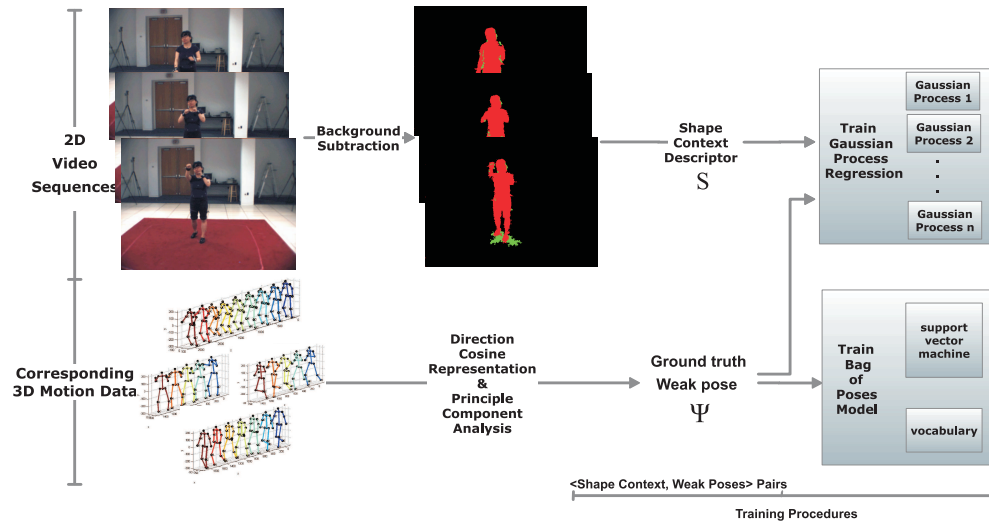 2D
Video
Sequences
Background
Subtraction
Shape
Context
Descriptor
S
Train
Gaussian
Process
Regression
Gaussian
Process 1
Gaussian
Process 2
.
.
.
Gaussian
Process n
Corresponding
3D Motion Data
Direction
Cosine
Representation
&
Principle
Component
Analysis
Ground truth
Weak pose
Ψ
Train
Bag
of
Poses
Model
support
vector
machine
vocabulary
<Shape Context, Weak Poses> Pairs
Training Procedures